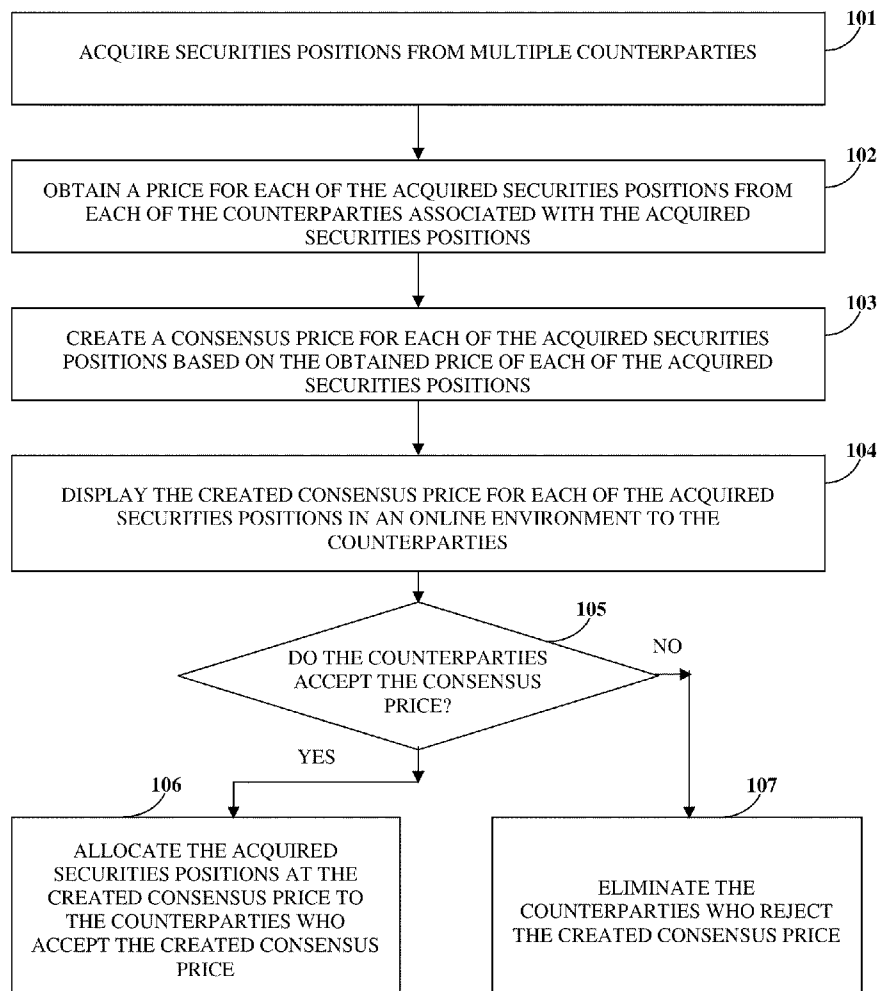 101
ACQUIRE SECURITIES POSITIONS FROM MULTIPLE COUNTERPARTIES
102
OBTAIN A PRICE FOR EACH OF THE ACQUIRED SECURITIES POSITIONS FROM
EACH OF THE COUNTERPARTIES ASSOCIATED WITH THE ACQUIRED
SECURITIES POSITIONS
103
CREATE A CONSENSUS PRICE FOR EACH OF THE ACQUIRED SECURITIES
POSITIONS BASED ON THE OBTAINED PRICE OF EACH OF THE ACQUIRED
SECURITIES POSITIONS
104
DISPLAY THE CREATED CONSENSUS PRICE FOR EACH OF THE ACQUIRED
SECURITIES POSITIONS IN AN ONLINE ENVIRONMENT TO THE
COUNTERPARTIES
105
DO THE COUNTERPARTIES
ACCEPT THE CONSENSUS
PRICE?
NO
YES
106
ALLOCATE THE ACQUIRED
SECURITIES POSITIONS AT THE
CREATED CONSENSUS PRICE TO
THE COUNTERPARTIES WHO
ACCEPT THE CREATED CONSENSUS
PRICE
107
ELIMINATE THE
COUNTERPARTIES WHO REJECT
THE CREATED CONSENSUS PRICE